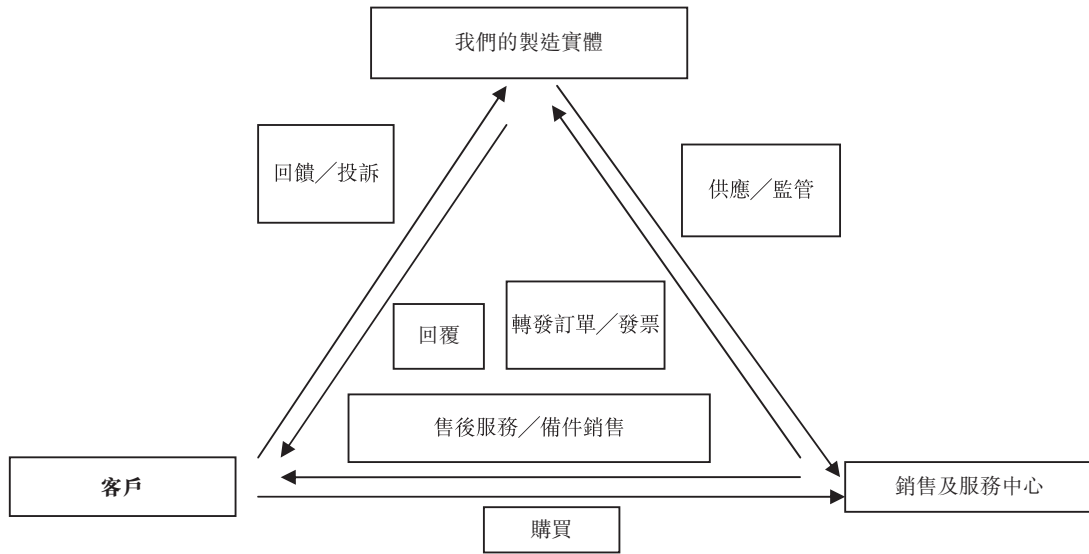 我們的製造實體
回饋／投訴
供應／監管
回覆
轉發訂單／發票
售後服務／備件銷售
客戶
銷售及服務中心
購買